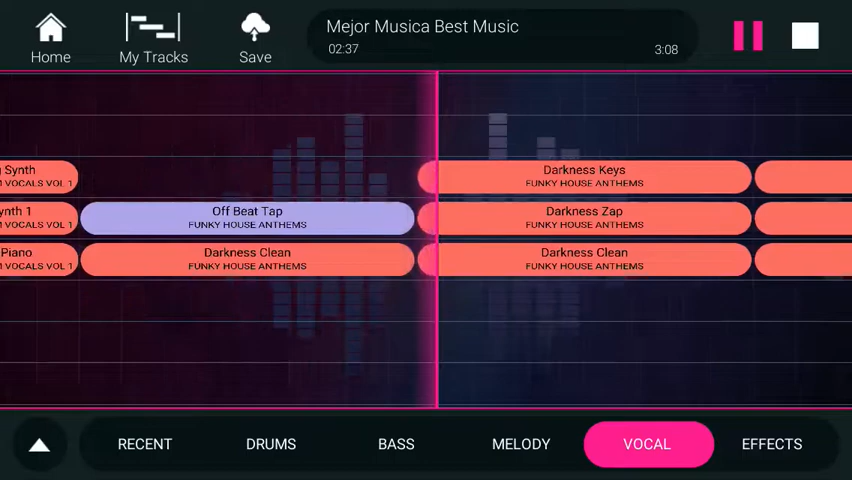 Home
My Tracks
Save
Mejor Musica Best Music
02:37
3:08
Synth
VOCALS VOL 1
Darkness Keys
FUNKY HOUSE ANTHEMS
1
VOCALS VOL 1
Off Beat Tap
FUNKY HOUSE ANTHEMS
Darkness Zap
FUNKY HOUSE ANTHEMS
Piano
VOCALS VOL 1
Darkness Clean
FUNKY HOUSE ANTHEMS
Darkness Clean
FUNKY HOUSE ANTHEMS
RECENT
DRUMS
BASS
MELODY
VOCAL
EFFECTS